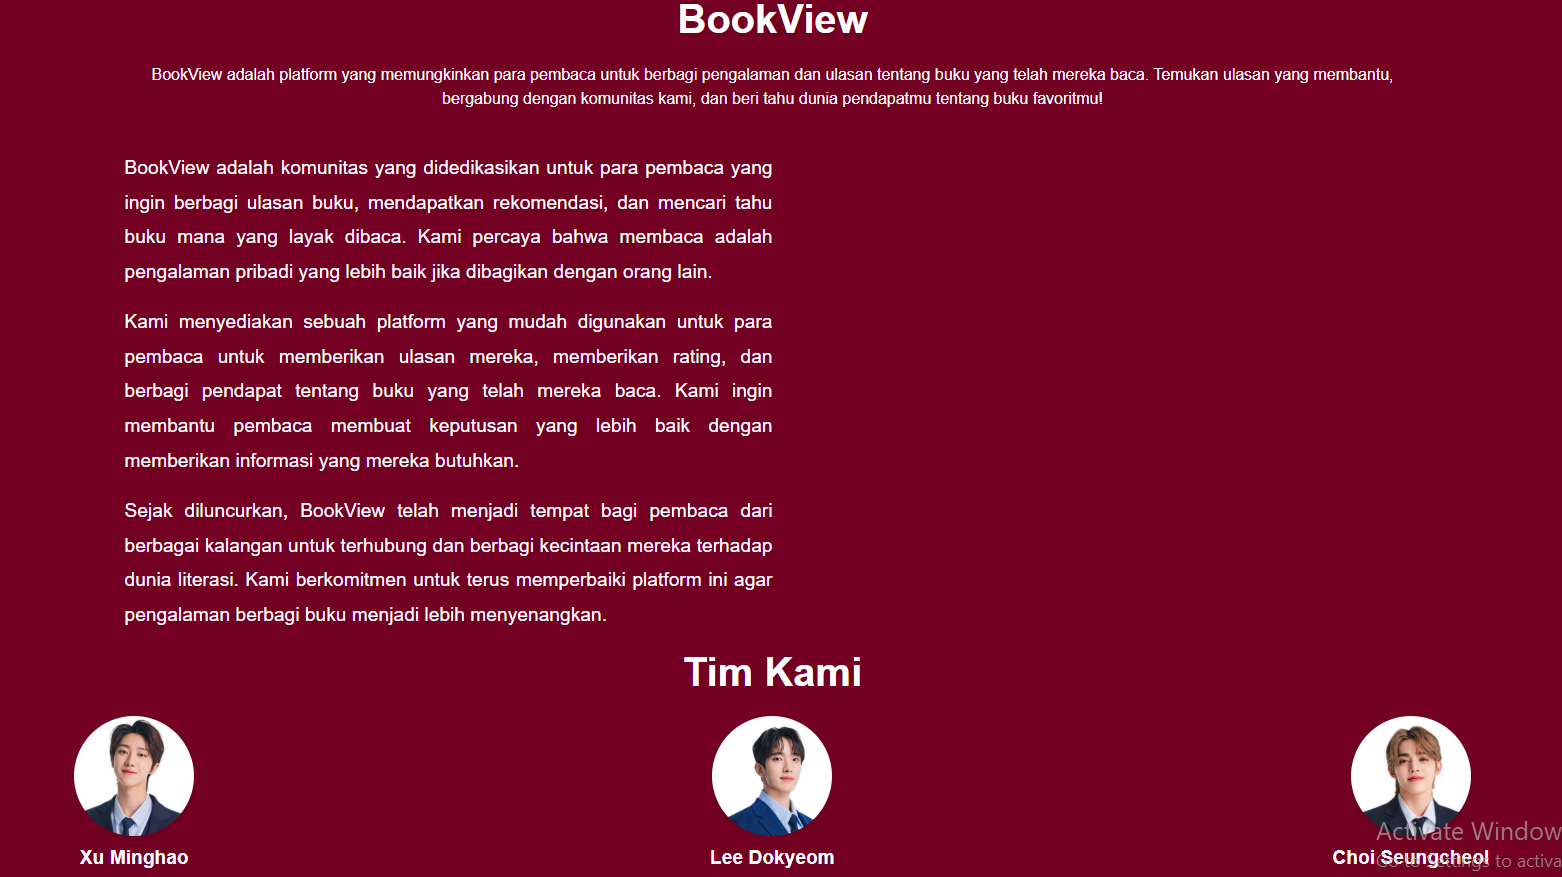 BookView
BookView adalah platform yang memungkinkan para pembaca untuk berbagi pengalaman dan ulasan tentang buku yang telah mereka baca. Temukan ulasan yang membantu,
bergabung dengan komunitas kami, dan beri tahu dunia pendapatmu tentang buku favoritmu!
BookView adalah komunitas yang didedikasikan untuk para pembaca yang
ingin berbagi ulasan buku, mendapatkan rekomendasi, dan mencari tahu
buku mana yang layak dibaca. Kami percaya bahwa membaca adalah
pengalaman pribadi yang lebih baik jika dibagikan dengan orang lain.
Kami menyediakan sebuah platform yang mudah digunakan untuk para
pembaca untuk memberikan ulasan mereka, memberikan rating, dan
berbagi pendapat tentang buku yang telah mereka baca. Kami ingin
membantu pembaca membuat keputusan yang lebih baik dengan
memberikan informasi yang mereka butuhkan.
Sejak diluncurkan, BookView telah menjadi tempat bagi pembaca dari
berbagai kalangan untuk terhubung dan berbagi kecintaan mereka terhadap
dunia literasi. Kami berkomitmen untuk terus memperbaiki platform ini agar
pengalaman berbagi buku menjadi lebih menyenangkan.
Tim Kami
Xu Minghao
Lee Dokyeom
Choi Seungcheol
Activate Window
Go to Settings to activa